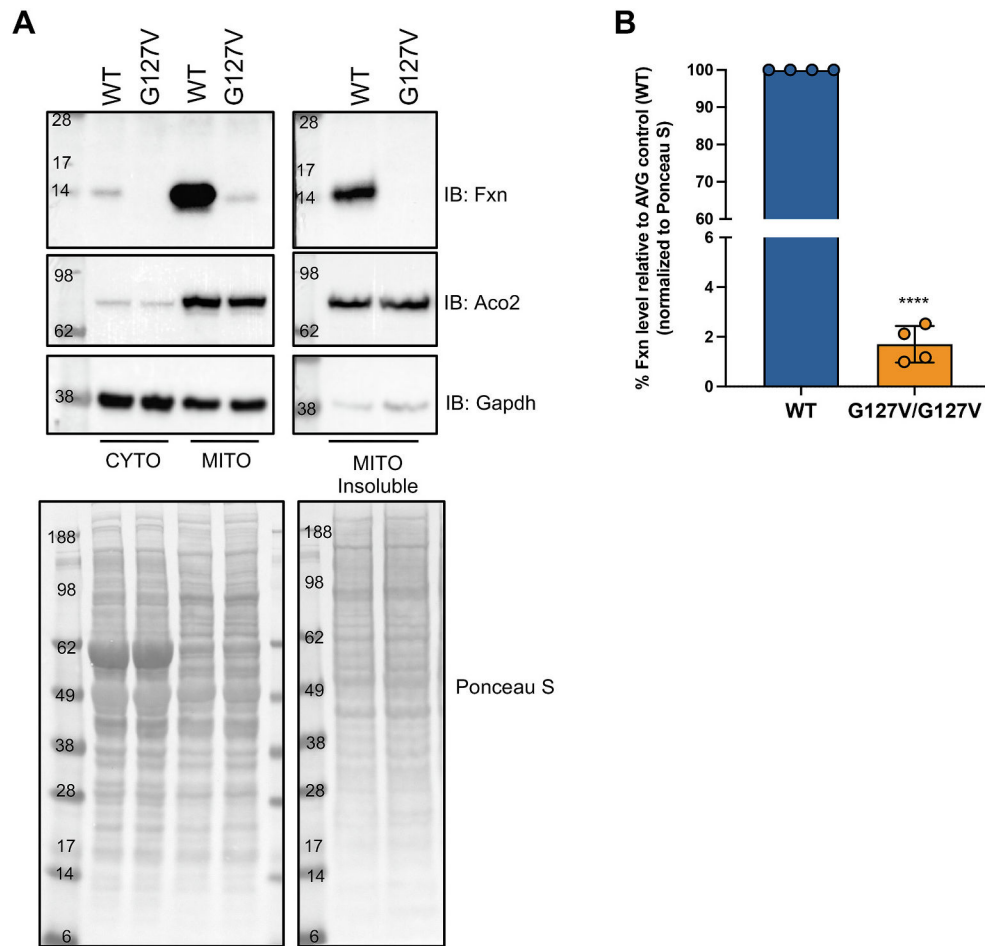 A
WT
G127V
WT
G127V
28
17
14
98
62
38
CYTO
MITO
WT
G127V
28
17
14
IB: Fxn
98
62
IB: Aco2
38
IB: Gapdh
MITO
Insoluble
188
98
62
49
38
28
17
14
6
188
98
62
49
38
28
17
14
6
Ponceau S
B
% Fxn level relative to AVG control (WT)
(normalized to Ponceau S)
100
90
80
70
60
6
4
2
0
****
WT
G127V/G127V